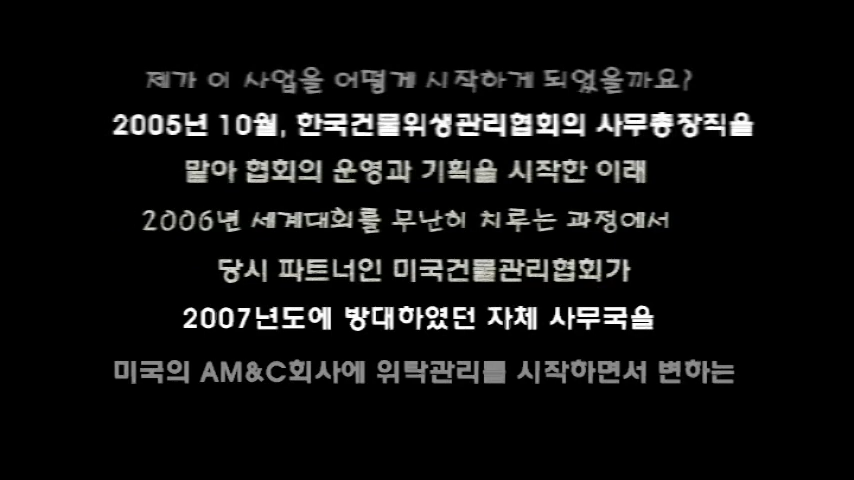 제가 이 사업을 어떻게 시작하게 되었을까요?
2005년 10월, 한국건물위생관리협회의 사무총장직을
맡아 협회의 운영과 기획을 시작한 이래
2006년 세계대회를 무난히 치루는 과정에서
당시 파트너인 미국건물관리협회가
2007년도에 방대하였던 자체 사무국을
미국의 AM&C회사에 위탁관리를 시작하면서 변하는